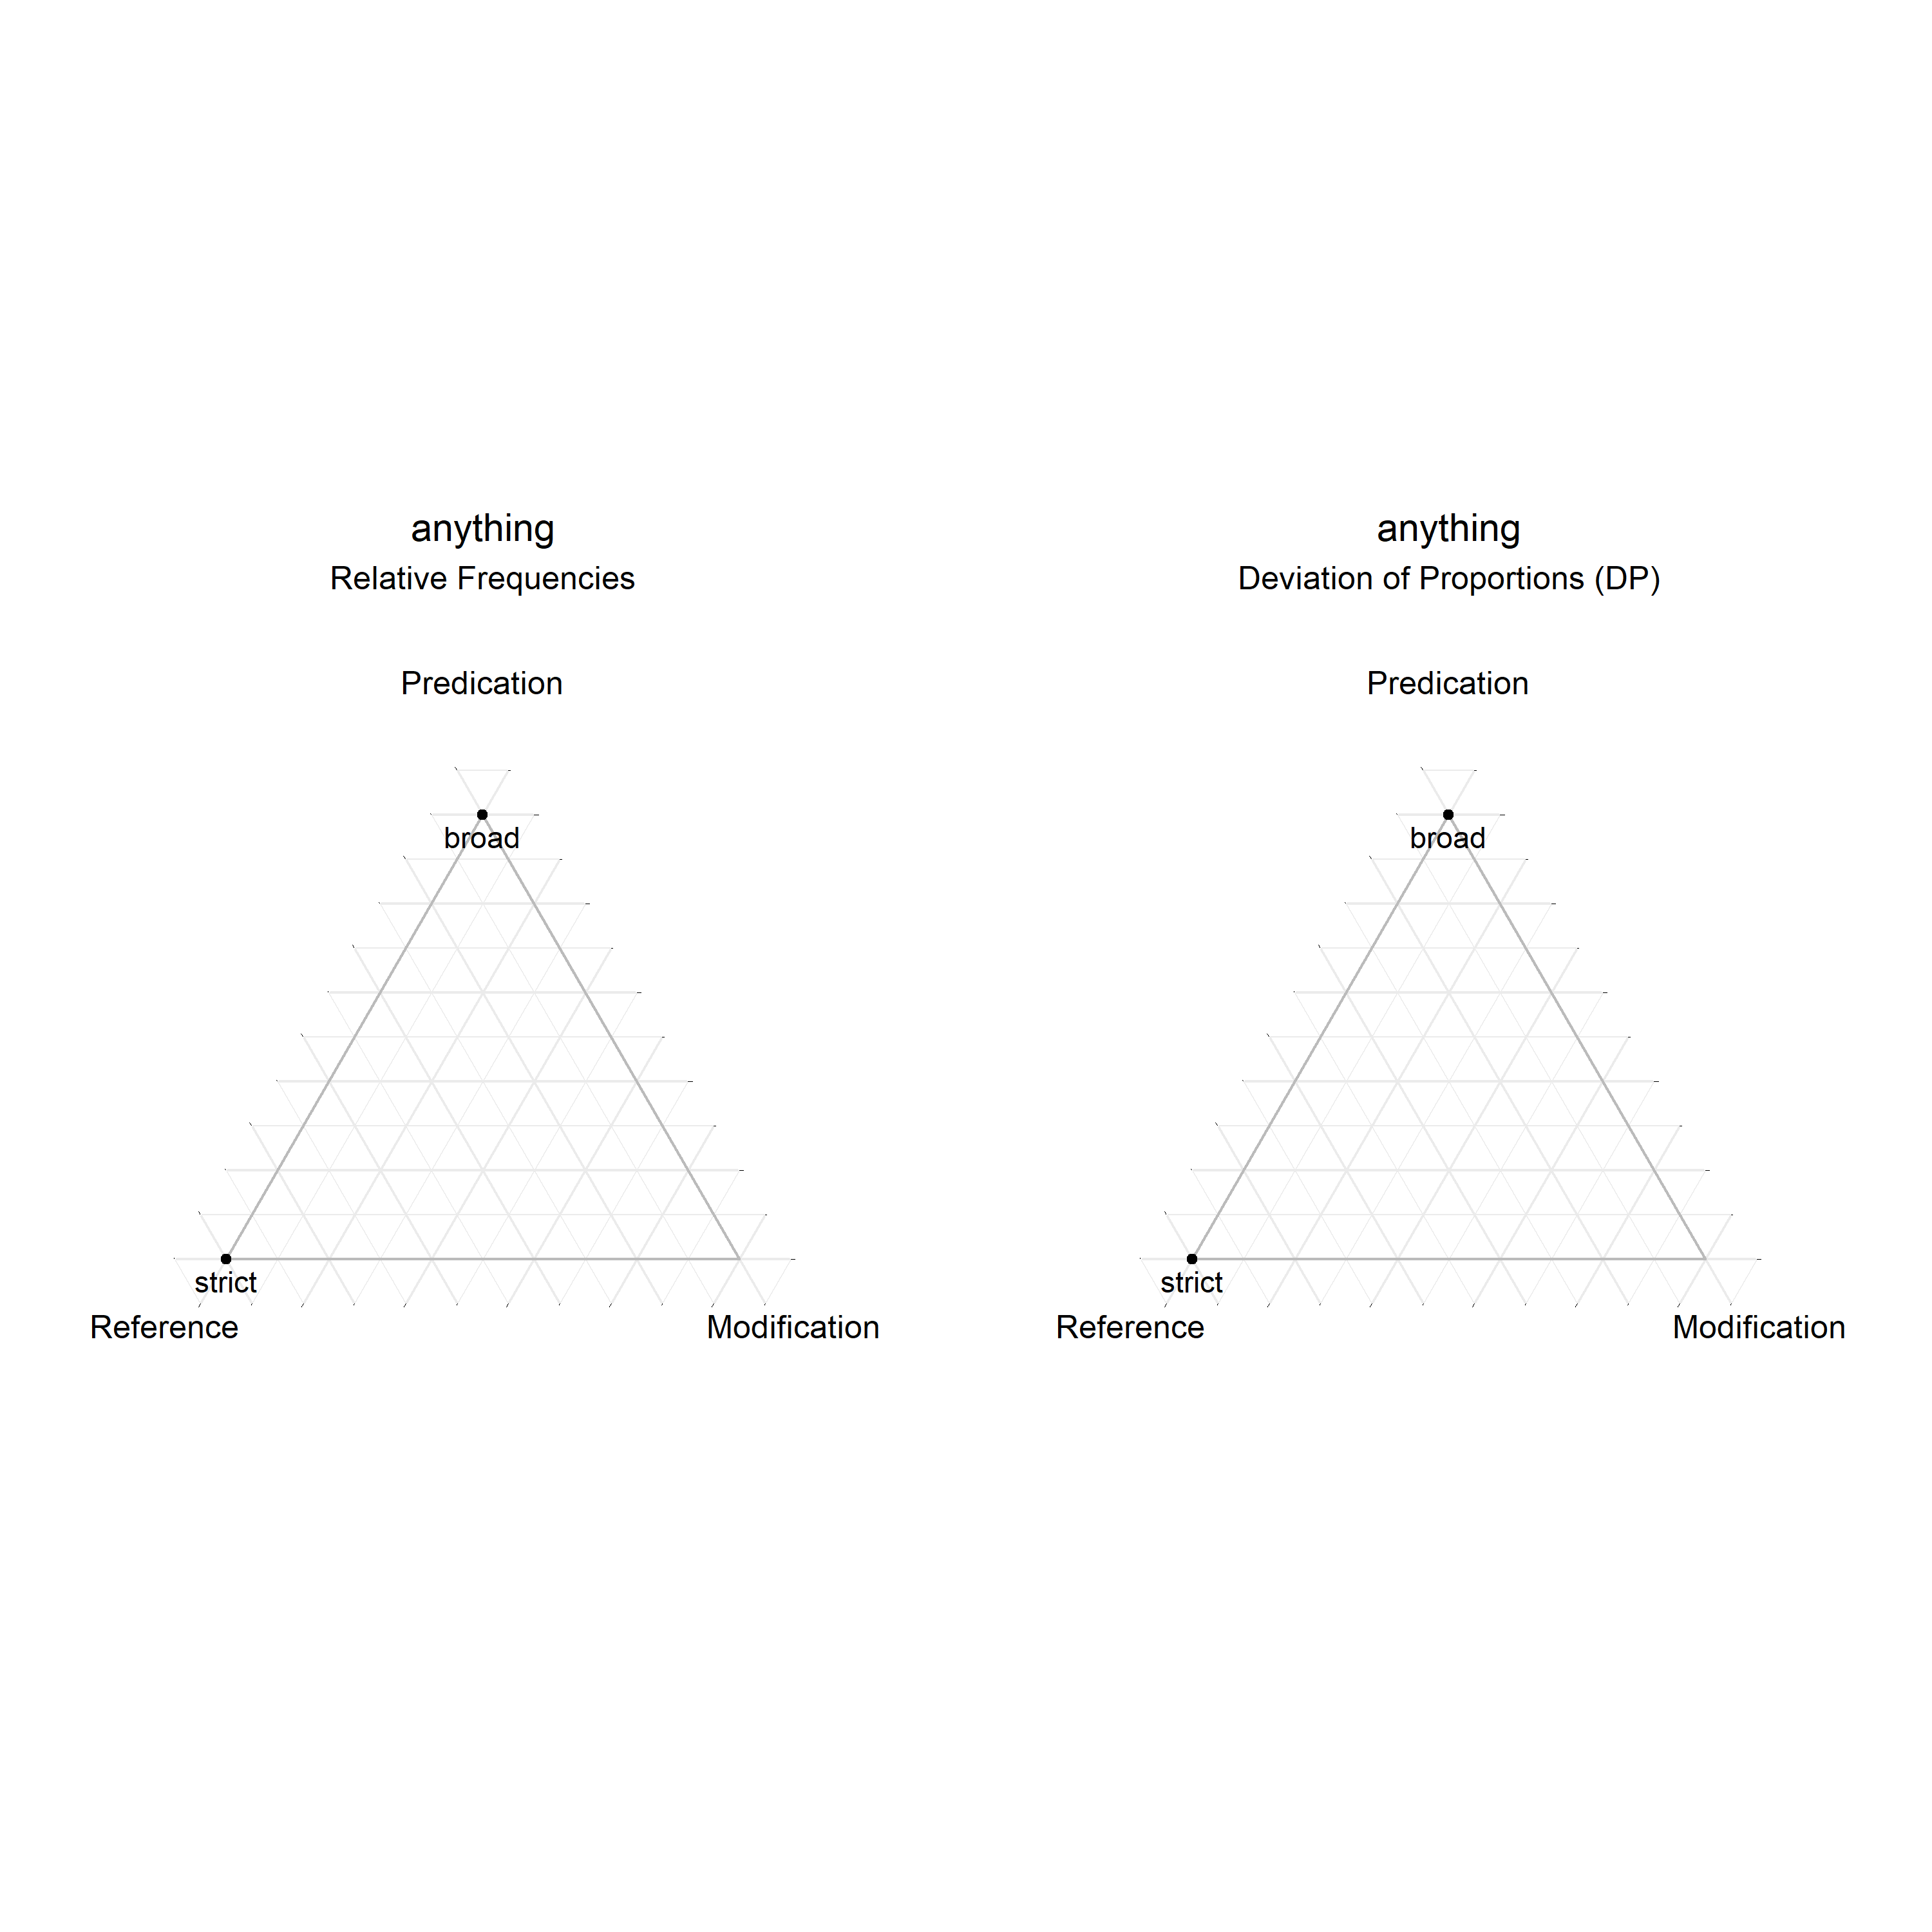 anything
Relative Frequencies
Predication
broad
strict
Reference
Modification
anything
Deviation of Proportions (DP)
Predication
broad
strict
Reference
Modification